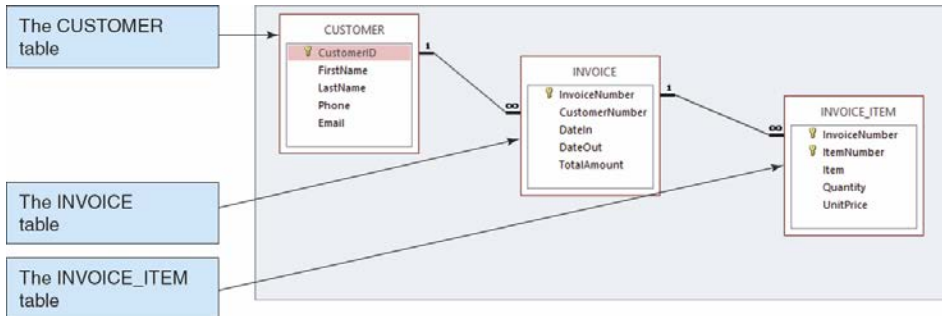 The CUSTOMER
table
CUSTOMER
CustomerID
FirstName
LastName
Phone
Email
1
∞
INVOICE
InvoiceNumber
CustomerNumber
DateIn
DateOut
TotalAmount
1
∞
INVOICE_ITEM
InvoiceNumber
ItemNumber
Item
Quantity
UnitPrice
The INVOICE
table
The INVOICE_ITEM
table